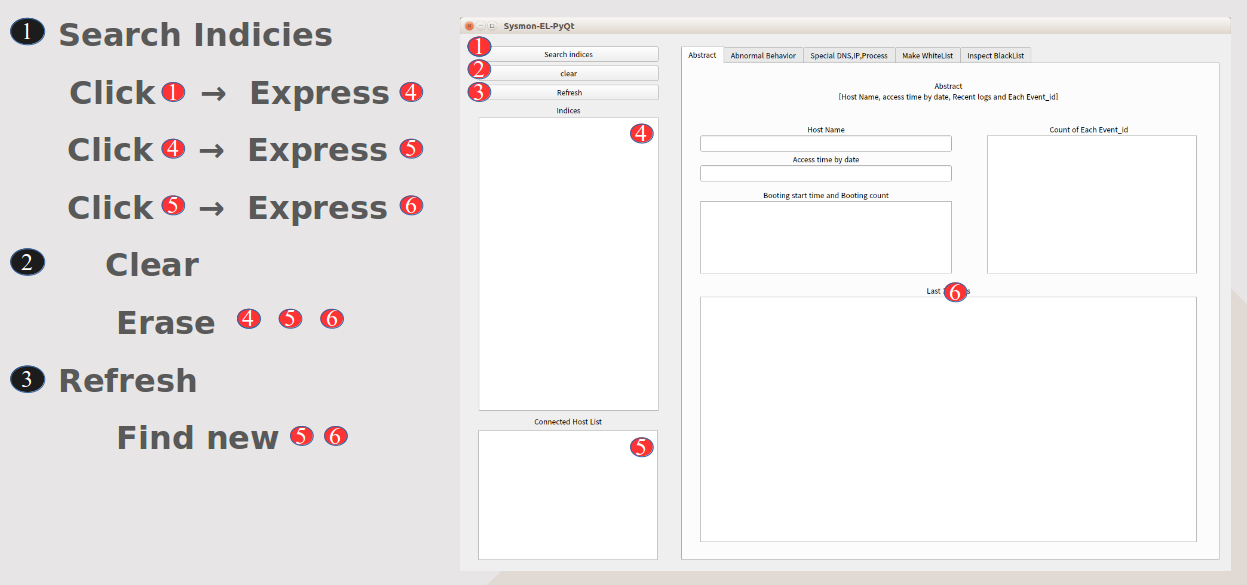 1 Search Indicies
Click 1 → Express 4
Click 4 → Express 5
Click 5 → Express 6
2 Clear
Erase 4 5 6
3 Refresh
Find new 5 6
Sysmon-EL-PyQt
1
Search indices
2
clear
3
Refresh
Indices
4
Connected Host List
5
Abstract Abnormal Behavior Special DNS,IP,Process Make WhiteList Inspect BlackList
Abstract
[Host Name, access time by date, Recent logs and Each Event_id]
Host Name
Access time by date
Booting start time and Booting count
Count of Each Event_id
Last
6